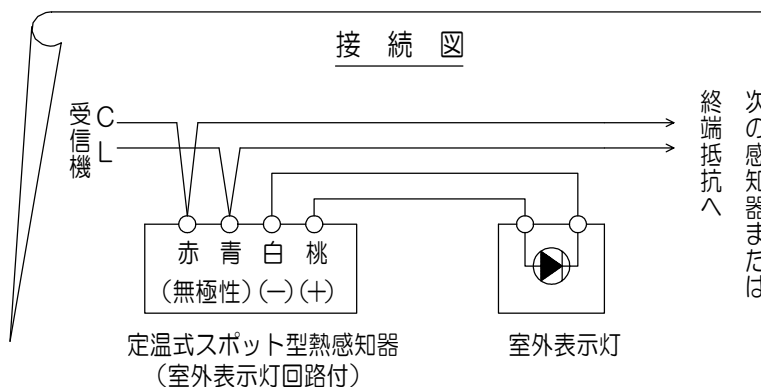 接続図
受信機
C
L
次の感知器または
終端抵抗へ
赤 青 白 桃
(無極性)(−)(+)
定温式スポット型熱感知器
(室外表示灯回路付)
室外表示灯